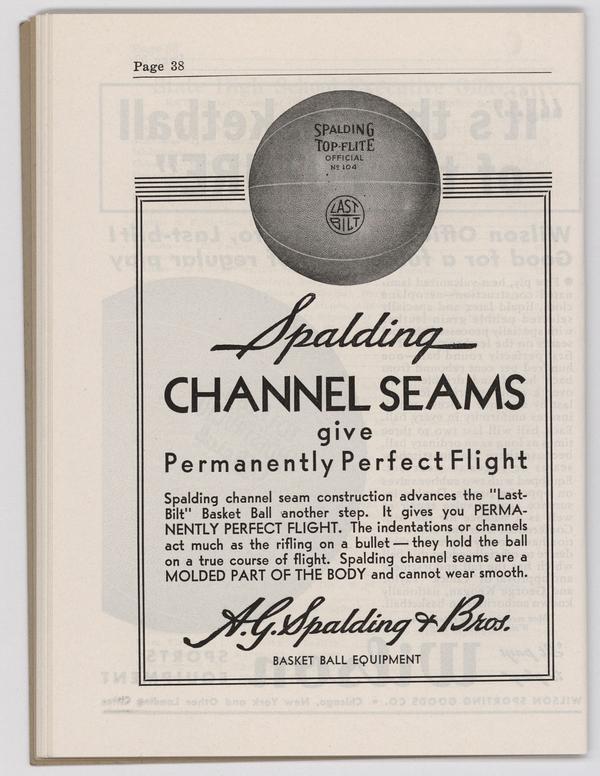 Page 38
SPALDING
TOP-FLITE
OFFICIAL
No 104
LAST
BILT
Spalding
CHANNEL SEAMS
give
Permanently Perfect Flight
Spalding channel seam construction advances the "Last-
Bilt" Basket Ball another step. It gives you PERMA-
NENTLY PERFECT FLIGHT. The indentations or channels
act much as the rifling on a bullet—they hold the ball
on a true course of flight. Spalding channel seams are a
MOLDED PART OF THE BODY and cannot wear smooth.
A.G. Spalding & Bros.
BASKET BALL EQUIPMENT